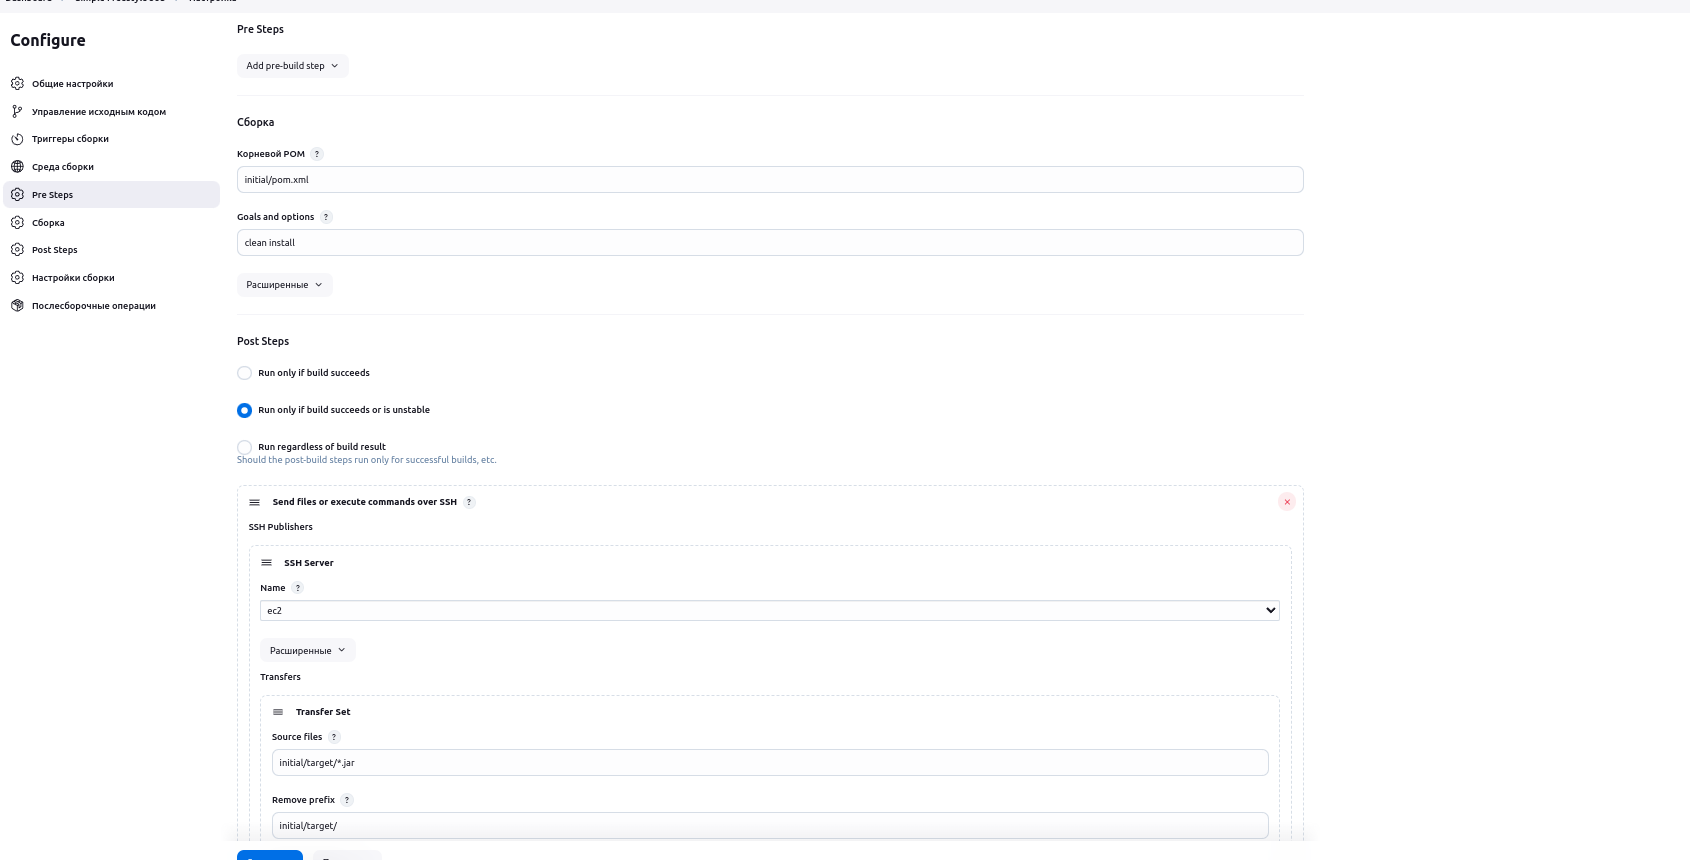 Configure
Общие настройки
Управление исходным кодом
Триггеры сборки
Среда сборки
Pre Steps
Сборка
Post Steps
Настройки сборки
Послесборочные операции
Pre Steps
Add pre-build step
Сборка
Корневой POM ?
initial/pom.xml
Goals and options ?
clean install
Расширенные
Post Steps
Run only if build succeeds
Run only if build succeeds or is unstable
Run regardless of build result
Should the post-build steps run only for successful builds, etc.
Send files or execute commands over SSH ?
SSH Publishers
SSH Server
Name ?
ec2
Расширенные
Transfers
Transfer Set
Source files ?
initial/target/*.jar
Remove prefix ?
initial/target/